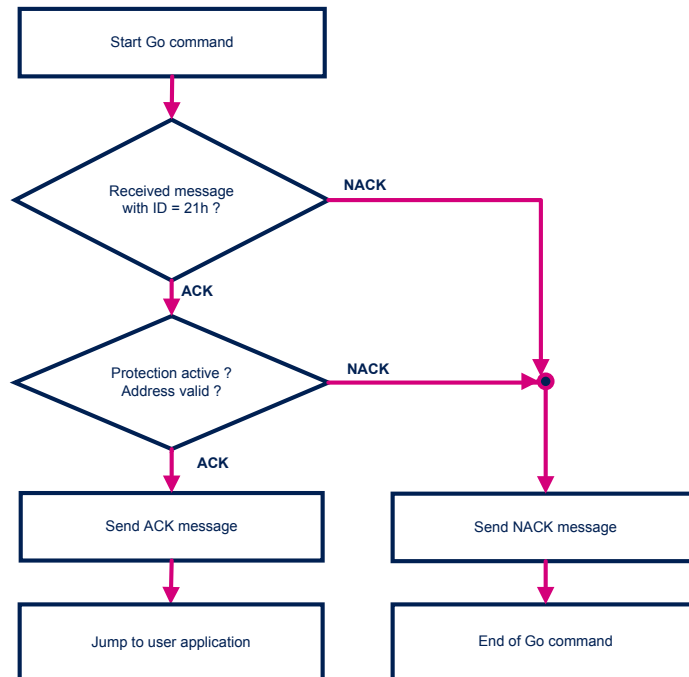 Start Go command
Received message
with ID = 21h ?
NACK
ACK
Protection active ?
Address valid ?
NACK
ACK
Send ACK message
Send NACK message
Jump to user application
End of Go command